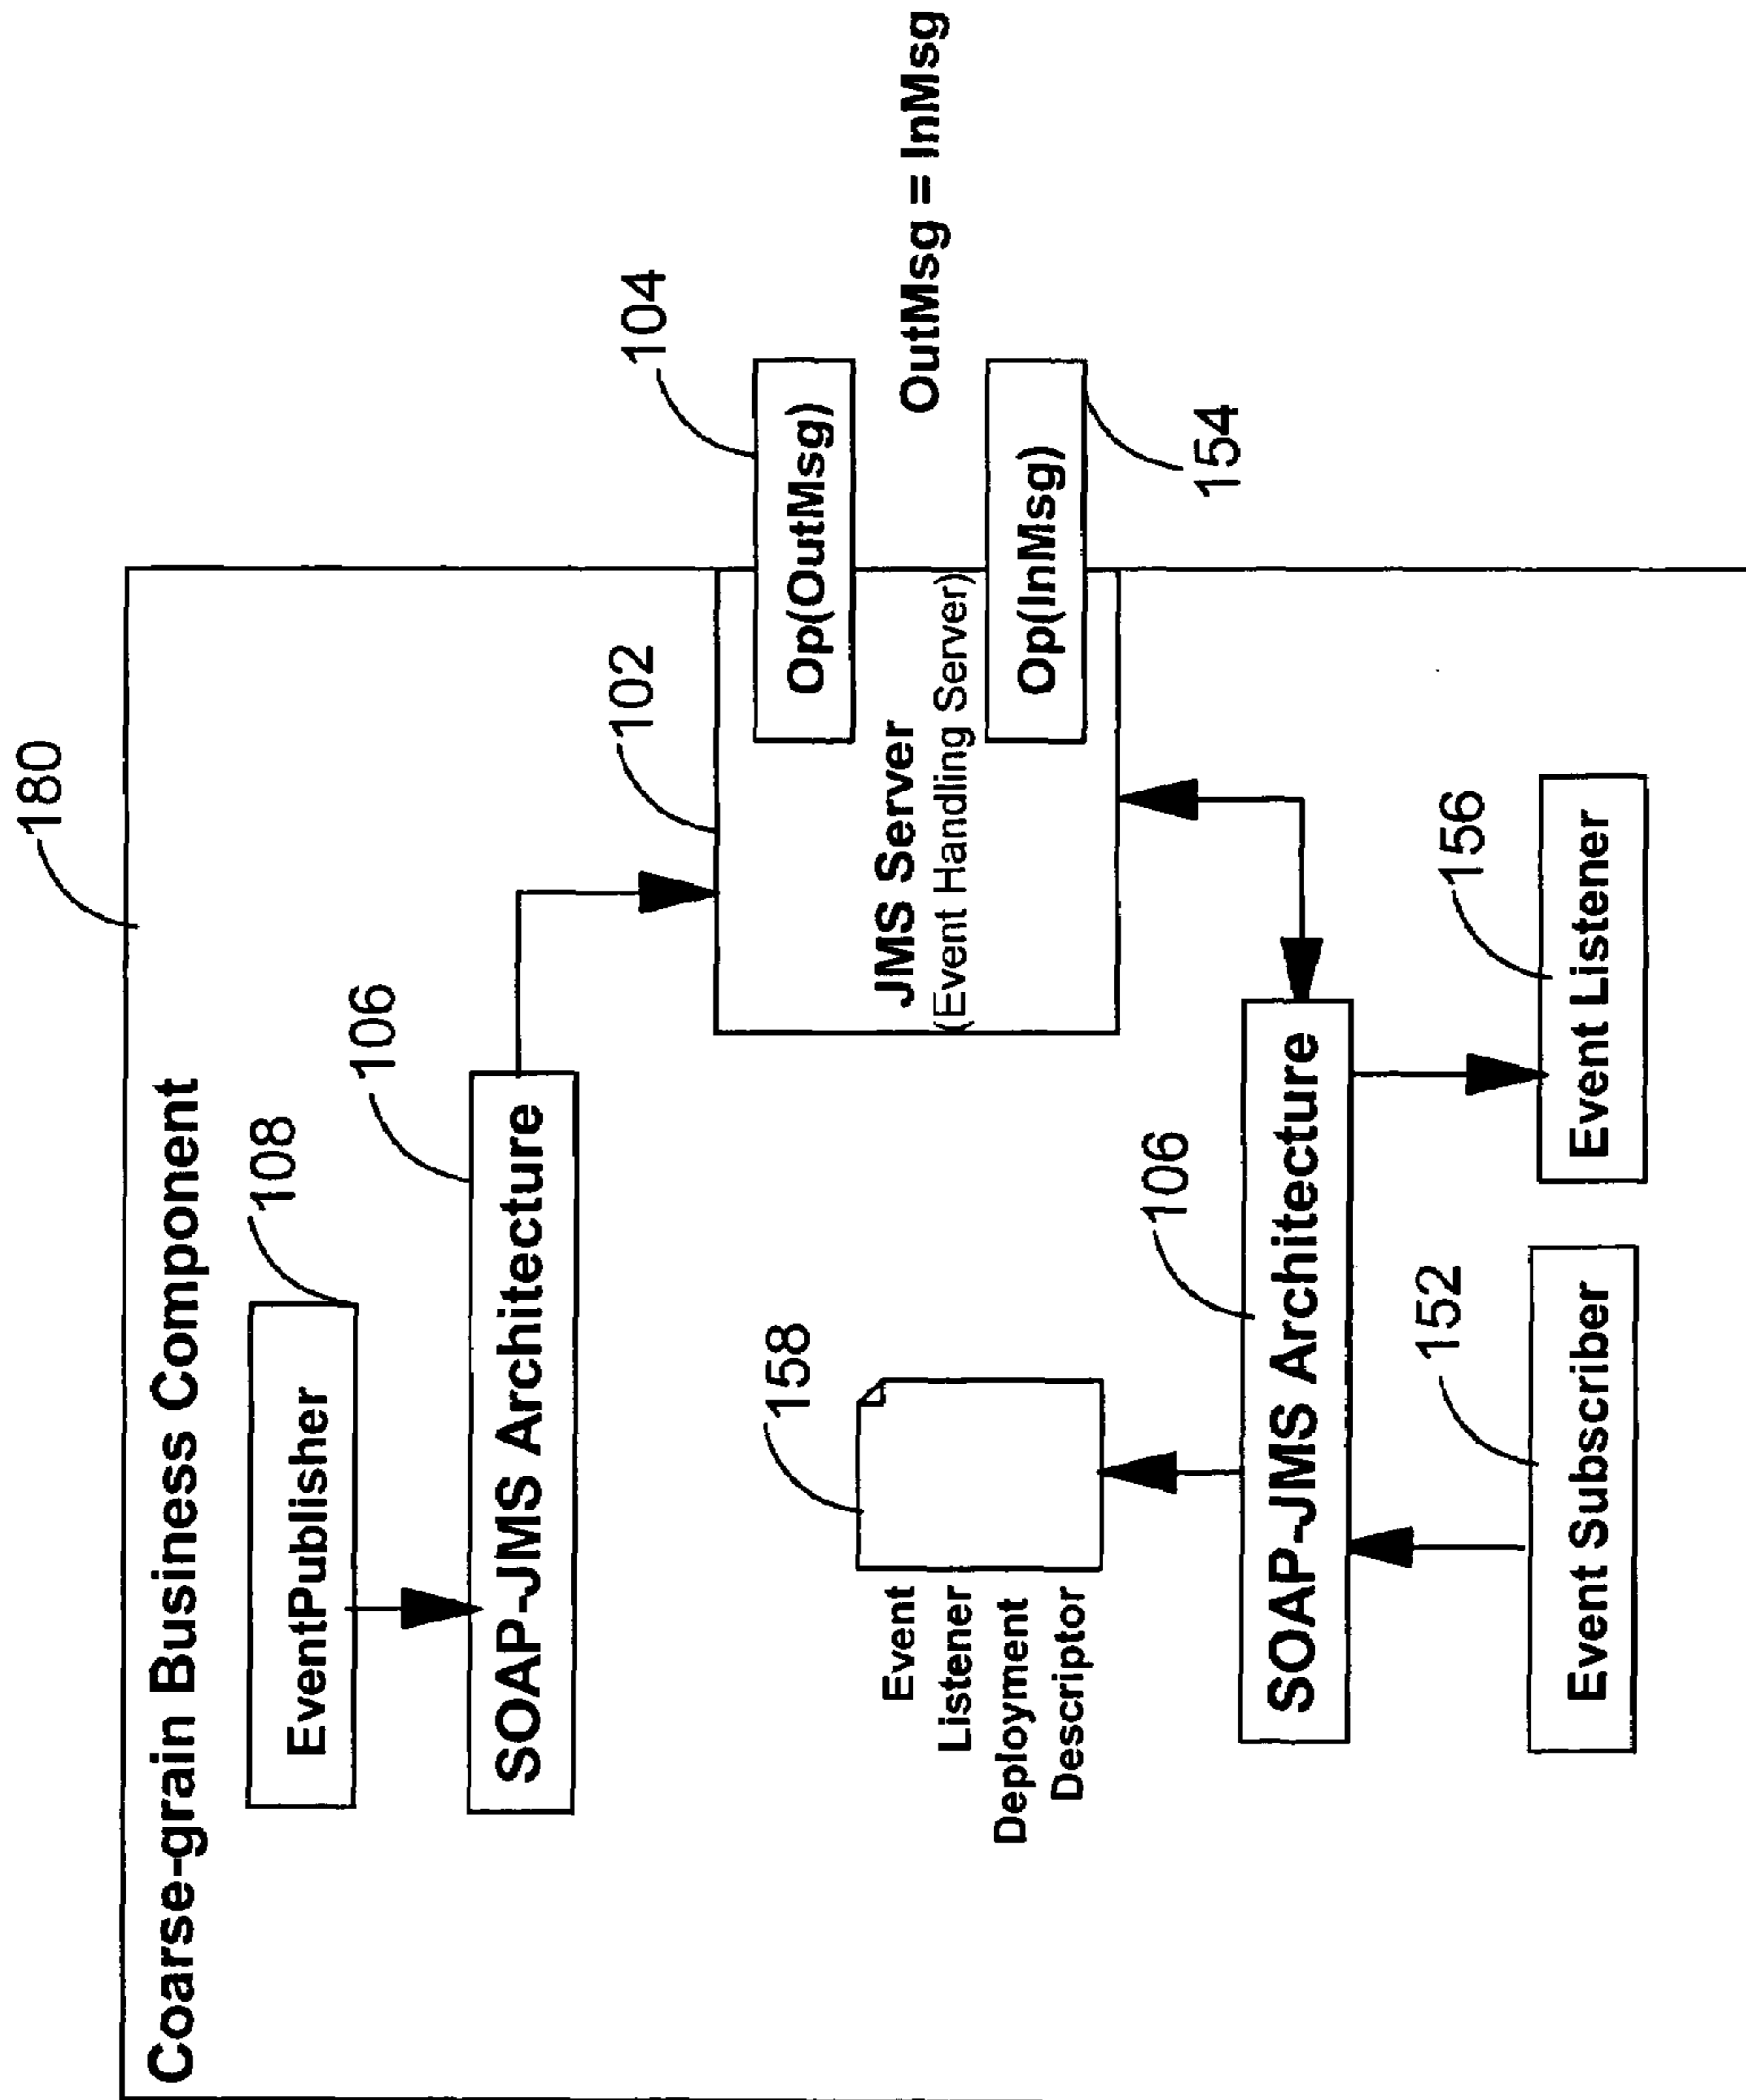 180
Coarse-grain Business Component
EventPublisher
108
SOAP-JMS Architecture
106
102
104
JMS Server
(Event Handling Server)
Op(OutMsg)
OutMsg = InMsg
Op(InMsg)
154
Event
Listener
Deployment
Descriptor
158
SOAP-JMS Architecture
106
Event Subscriber
152
Event Listener
156